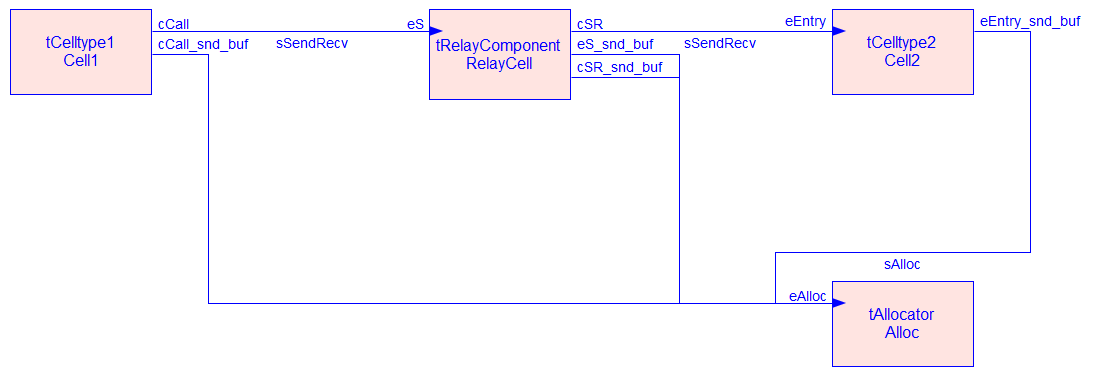 tCelltype1
Cell1
cCall
cCall_snd_buf
sSendRecv
eS
tRelayComponent
RelayCell
cSR
eS_snd_buf
cSR_snd_buf
sSendRecv
eEntry
tCelltype2
Cell2
eEntry_snd_buf
sAlloc
eAlloc
tAllocator
Alloc